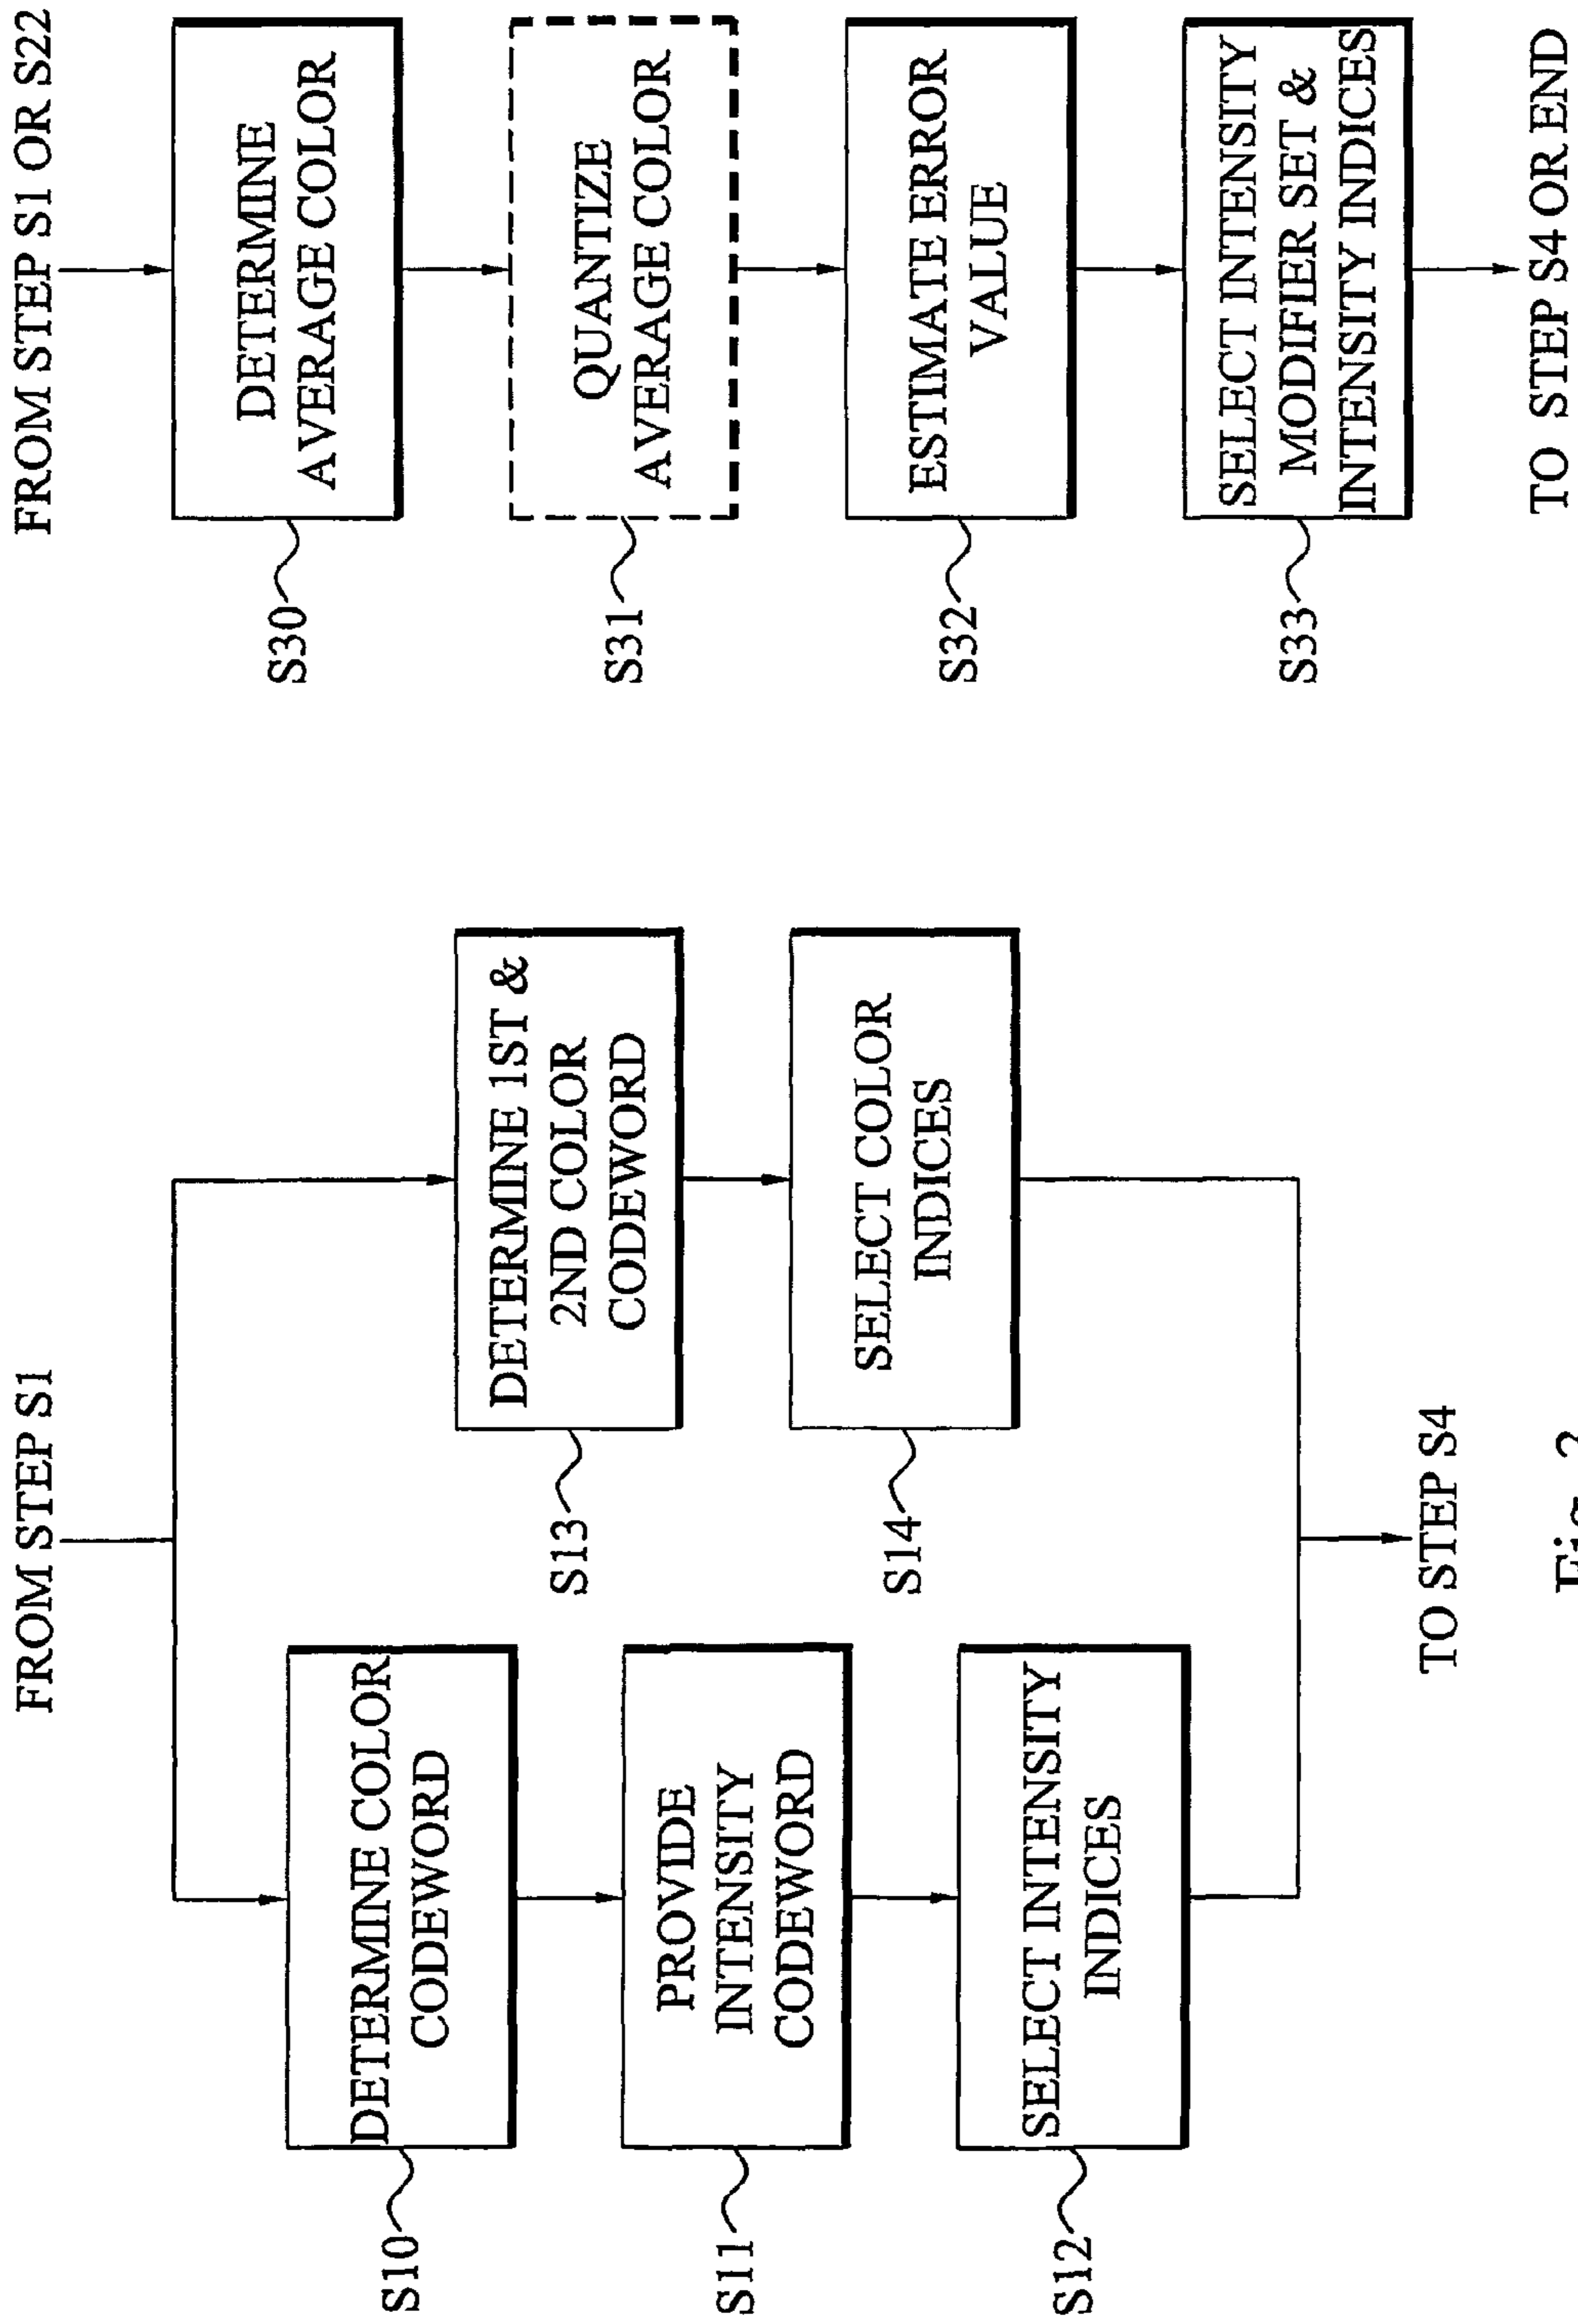 FROM STEP S1
DETERMINE COLOR
CODEWORD
S10
PROVIDE
INTENSITY
CODEWORD
S11
SELECT INTENSITY
INDICES
S12
DETERMINE 1ST &
2ND COLOR
CODEWORD
S13
SELECT COLOR
INDICES
S14
TO STEP S4
FROM STEP S1 OR S22
DETERMINE
AVERAGE COLOR
S30
QUANTIZE
AVERAGE COLOR
S31
ESTIMATE ERROR
VALUE
S32
SELECT INTENSITY
MODIFIER SET &
INTENSITY INDICES
S33
TO STEP S4 OR END